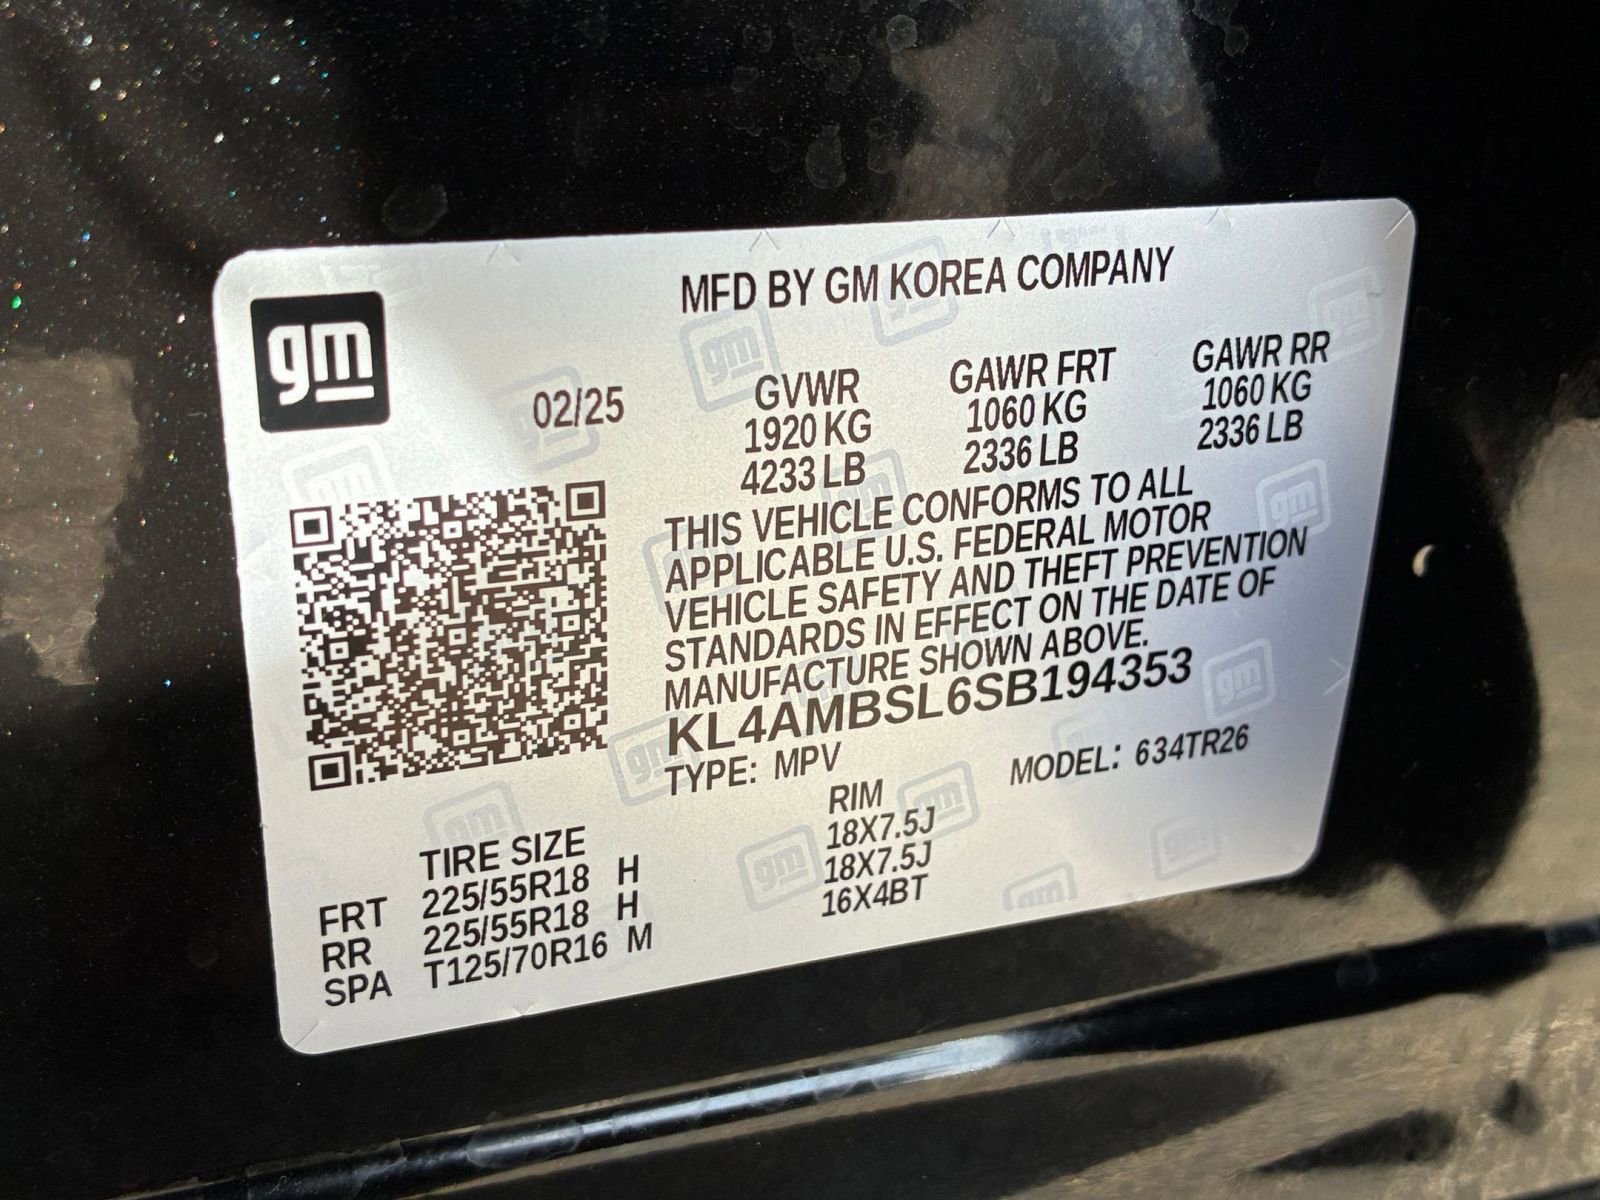 gm
MFD BY GM KOREA COMPANY
02/25
GVWR GAWR FRT GAWR RR
1920 KG 1060 KG 1060 KG
4233 LB 2336 LB 2336 LB
THIS VEHICLE CONFORMS TO ALL
APPLICABLE U.S. FEDERAL MOTOR
VEHICLE SAFETY AND THEFT PREVENTION
STANDARDS IN EFFECT ON THE DATE OF
MANUFACTURE SHOWN ABOVE.
KL4AMBSL6SB194353
TYPE: MPV MODEL: 634TR26
TIRE SIZE RIM
FRT 225/55R18 H 18X7.5J
RR 225/55R18 H 18X7.5J
SPA T125/70R16 M 16X4BT